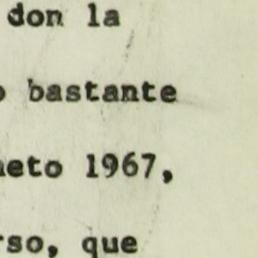 don la
bastante
1967,
que